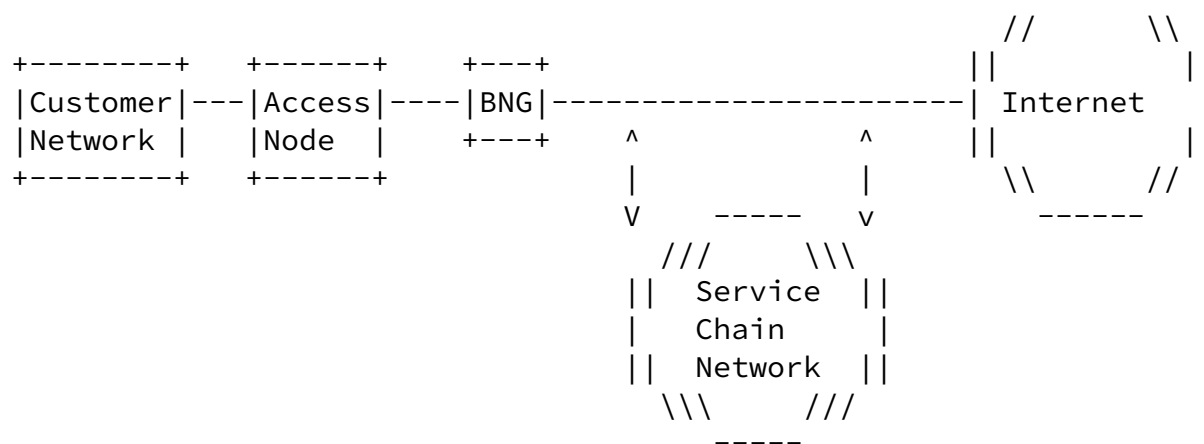 Customer Access BNG Internet
Network Node
Service
Chain
Network